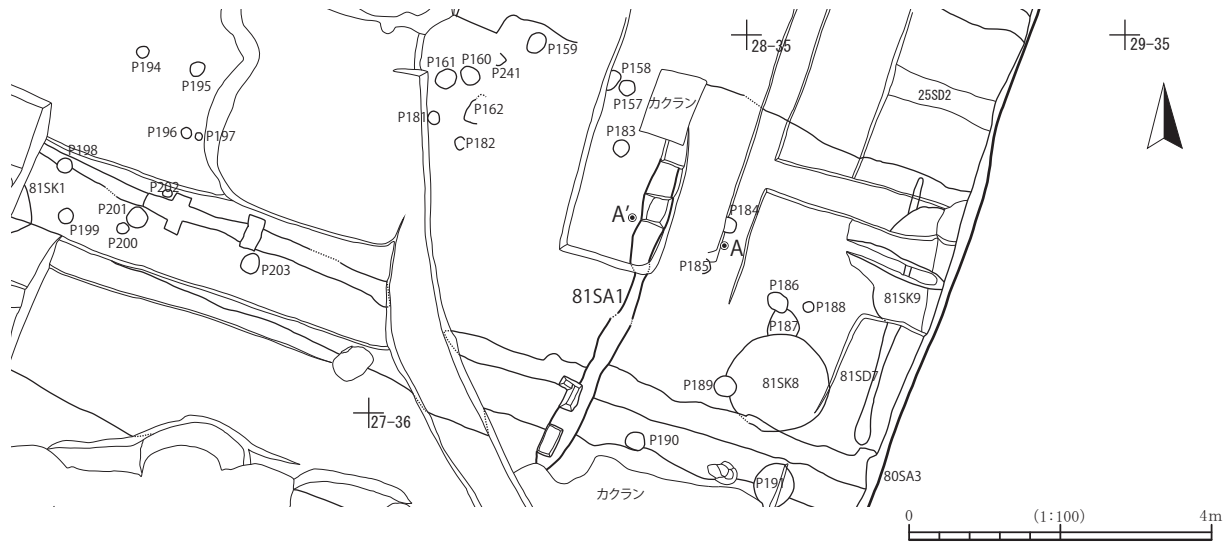 28-35
29-35
P159
P194
P195
P161
P160
P241
P158
P157
カクラン
25SD2
P162
P181
P182
P183
P196
P197
P198
P202
81SK1
P201
P199
P200
P203
A'
P184
A
P185
81SA1
P186
P188
P187
81SK9
P189
81SK8
81SD7
27-36
P190
P191
80SA3
カクラン
0
(1:100)
4m